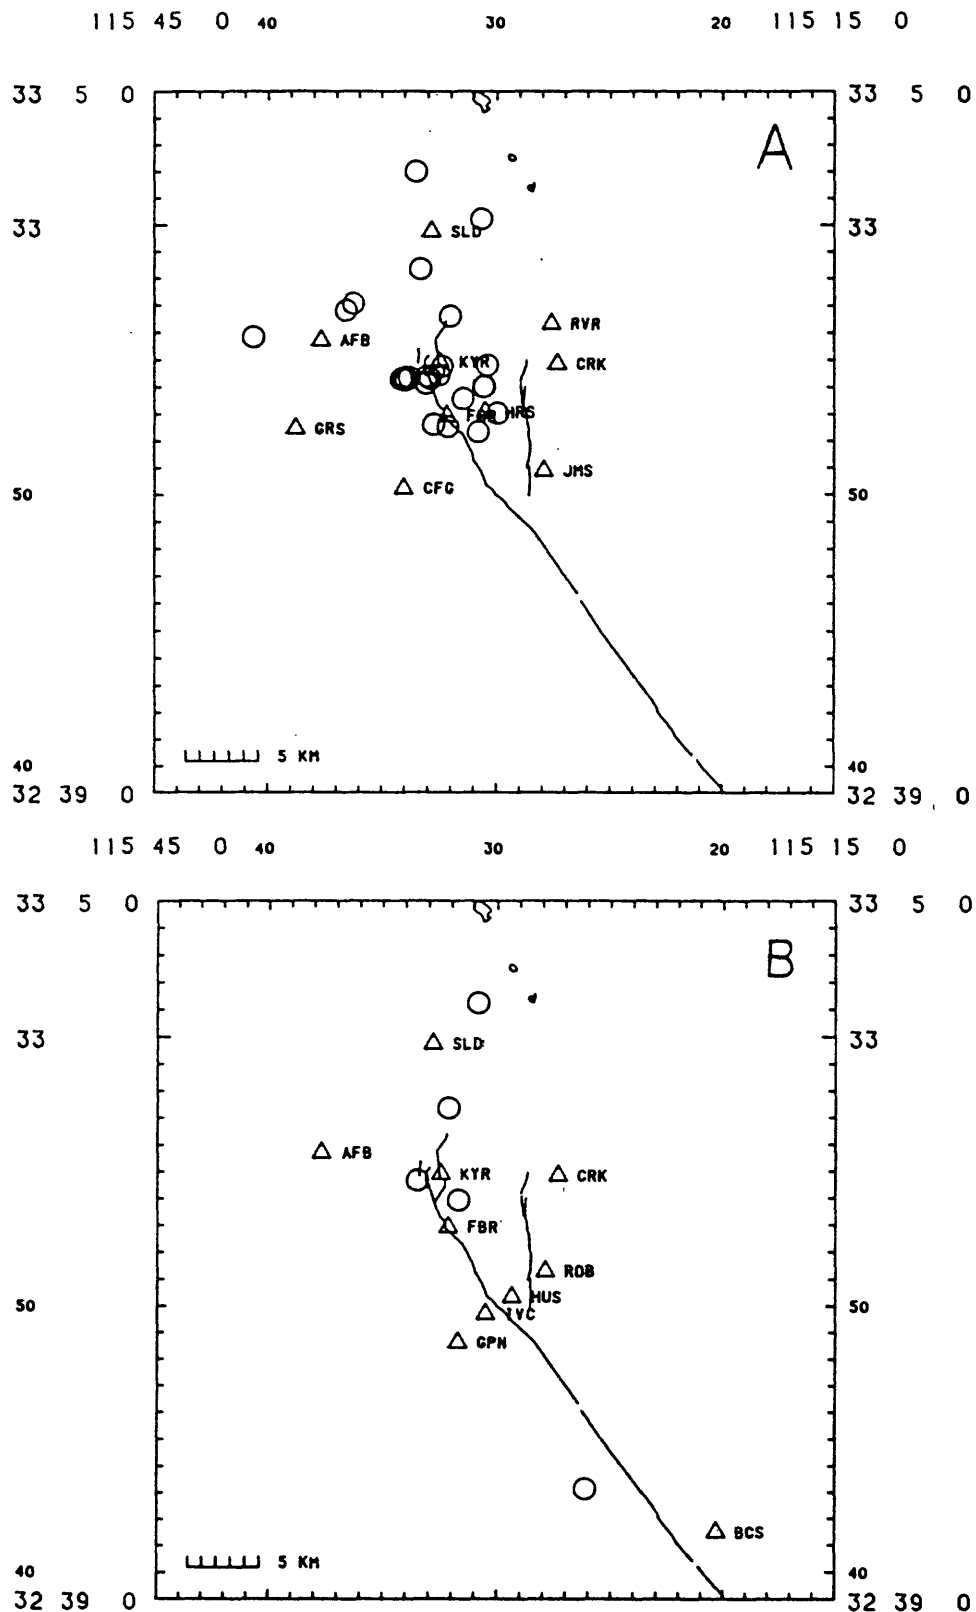 115 45 0 40 30 20 115 15 0
33 5 0 33 5 0
A
33 SLD 33
RVR
AFB KYR CRK
HRS
GRS
JMS
CFG
50 50
5 KM
40 40
32 39 0 32 39 0
115 45 0 40 30 20 115 15 0
33 5 0 33 5 0
B
33 SLD 33
AFB
KYR CRK
FBR
ROB
HUS
50 IVC 50
GPN
BCS
5 KM
40 40
32 39 0 32 39 0